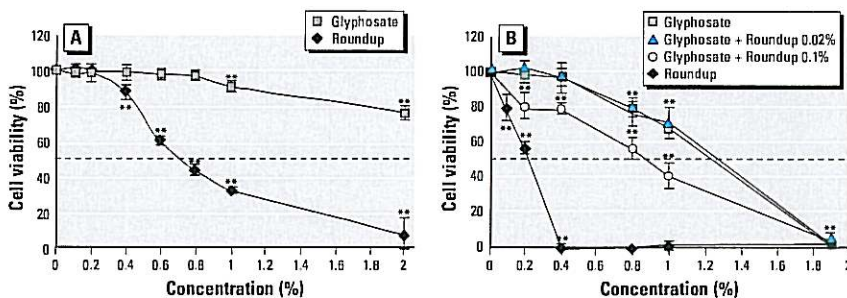 A
Glyphosate
Roundup
Cell viability (%)
120
100
80
60
40
20
0
**
**
**
**
**
**
**
0 0.2 0.4 0.6 0.8 1 1.2 1.4 1.6 1.8 2
Concentration (%)
B
Glyphosate
Glyphosate + Roundup 0.02%
Glyphosate + Roundup 0.1%
Roundup
Cell viability (%)
120
100
80
60
40
20
0
**
**
**
**
**
**
**
**
**
**
0 0.2 0.4 0.6 0.8 1 1.2 1.4 1.6 1.8 2
Concentration (%)